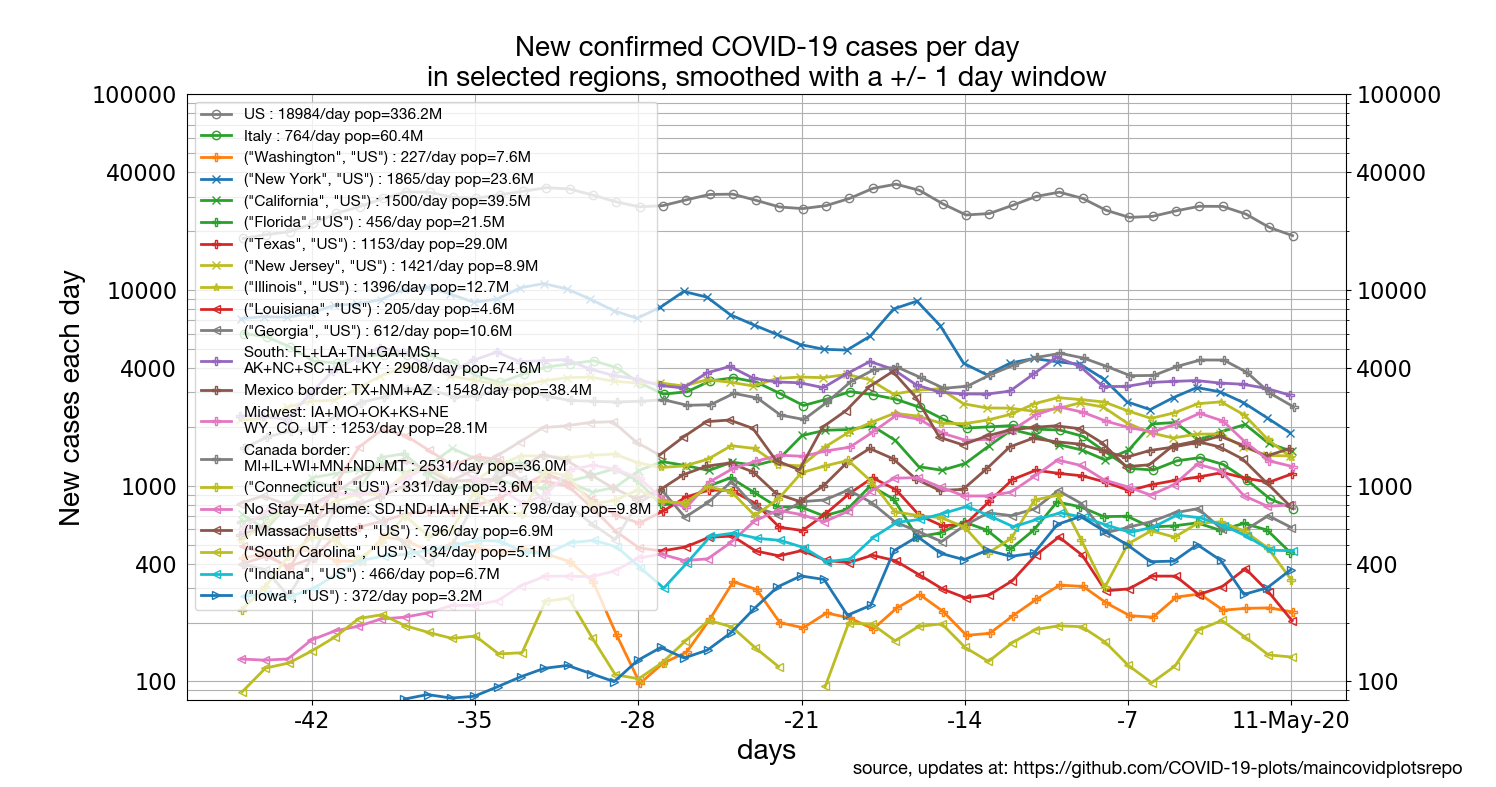 New confirmed COVID-19 cases per day
in selected regions, smoothed with a +/- 1 day window
100000
40000
10000
4000
1000
400
100
New cases each day
US : 18984/day pop=336.2M
Italy : 764/day pop=60.4M
("Washington", "US") : 227/day pop=7.6M
("New York", "US") : 1865/day pop=23.6M
("California", "US") : 1500/day pop=39.5M
("Florida", "US") : 456/day pop=21.5M
("Texas", "US") : 1153/day pop=29.0M
("New Jersey", "US") : 1421/day pop=8.9M
("Illinois", "US") : 1396/day pop=12.7M
("Louisiana", "US") : 205/day pop=4.6M
("Georgia", "US") : 612/day pop=10.6M
South: FL+LA+TN+GA+MS+
AK+NC+SC+AL+KY : 2908/day pop=74.6M
Mexico border: TX+NM+AZ : 1548/day pop=38.4M
Midwest: IA+MO+OK+KS+NE
WY, CO, UT : 1253/day pop=28.1M
Canada border:
MI+IL+WI+MN+ND+MT : 2531/day pop=36.0M
("Connecticut", "US") : 331/day pop=3.6M
No Stay-At-Home: SD+ND+IA+NE+AK : 798/day pop=9.8M
("Massachusetts", "US") : 796/day pop=6.9M
("South Carolina", "US") : 134/day pop=5.1M
("Indiana", "US") : 466/day pop=6.7M
("Iowa", "US") : 372/day pop=3.2M
100000
40000
10000
4000
1000
400
100
-42 -35 -28 -21 -14 -7 11-May-20
days
source, updates at: https://github.com/COVID-19-plots/maincovidplotsrepo